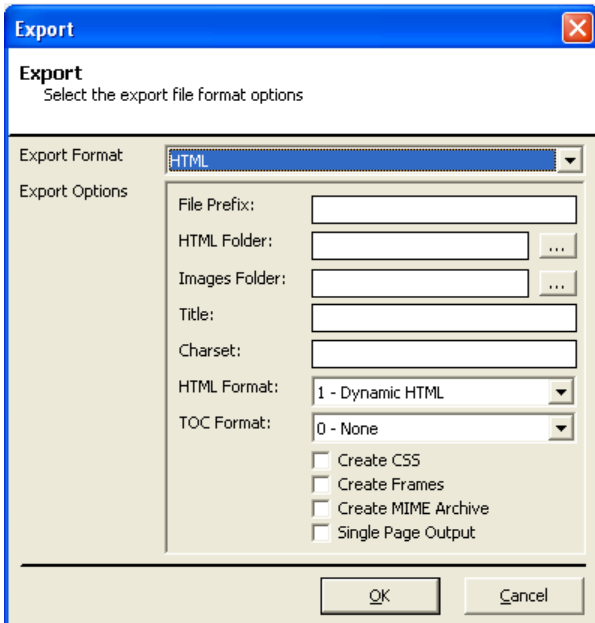 Export
Export
Select the export file format options
Export Format
HTML
Export Options
File Prefix:
HTML Folder:
...
Images Folder:
...
Title:
Charset:
HTML Format:
1 - Dynamic HTML
TOC Format:
0 - None
Create CSS
Create Frames
Create MIME Archive
Single Page Output
OK
Cancel